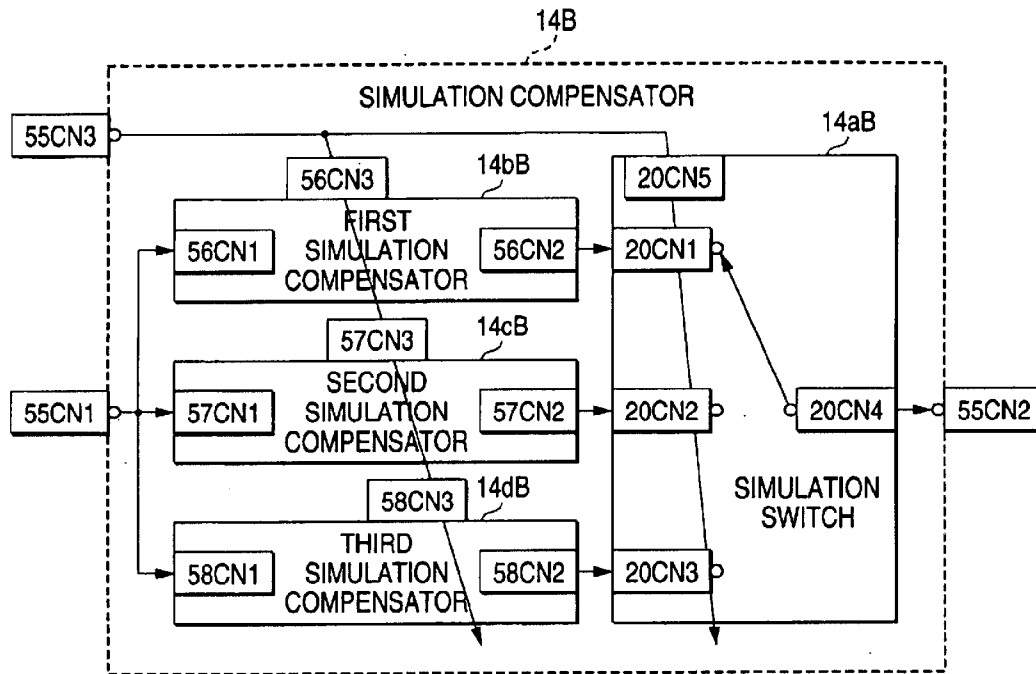 14B
SIMULATION COMPENSATOR
55CN3
14aB
56CN3
14bB
20CN5
FIRST
SIMULATION
COMPENSATOR
56CN1
56CN2
20CN1
57CN3
14cB
SECOND
SIMULATION
COMPENSATOR
55CN1
57CN1
57CN2
20CN2
20CN4
55CN2
58CN3
14dB
SIMULATION
SWITCH
THIRD
SIMULATION
COMPENSATOR
58CN1
58CN2
20CN3